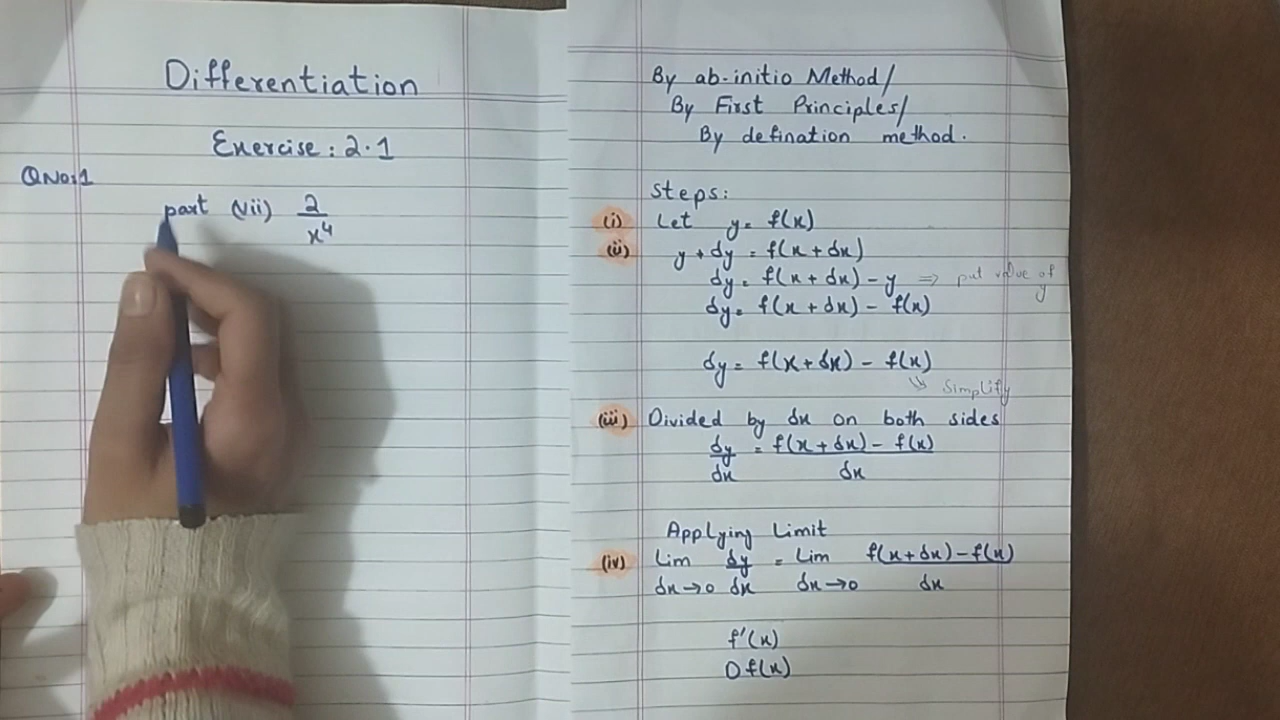 Differentiation
Exercise: 2.1
QNo:1
part (vii) 2/x⁴
By ab-initio Method/
By First Principles/
By defination method.
Steps:
(i) Let y = f(x)
(ii) y + δy = f(x + δx)
δy = f(x + δx) - y ⇒ put value of y
δy = f(x + δx) - f(x)
δy = f(x + δx) - f(x)
↘ Simplify
(iii) Divided by δx on both sides
δy/δx = f(x + δx) - f(x)/δx
Applying Limit
(iv) Lim δx→0 δy/δx = Lim δx→0 f(x + δx) - f(x)/δx
f'(x)
Df(x)